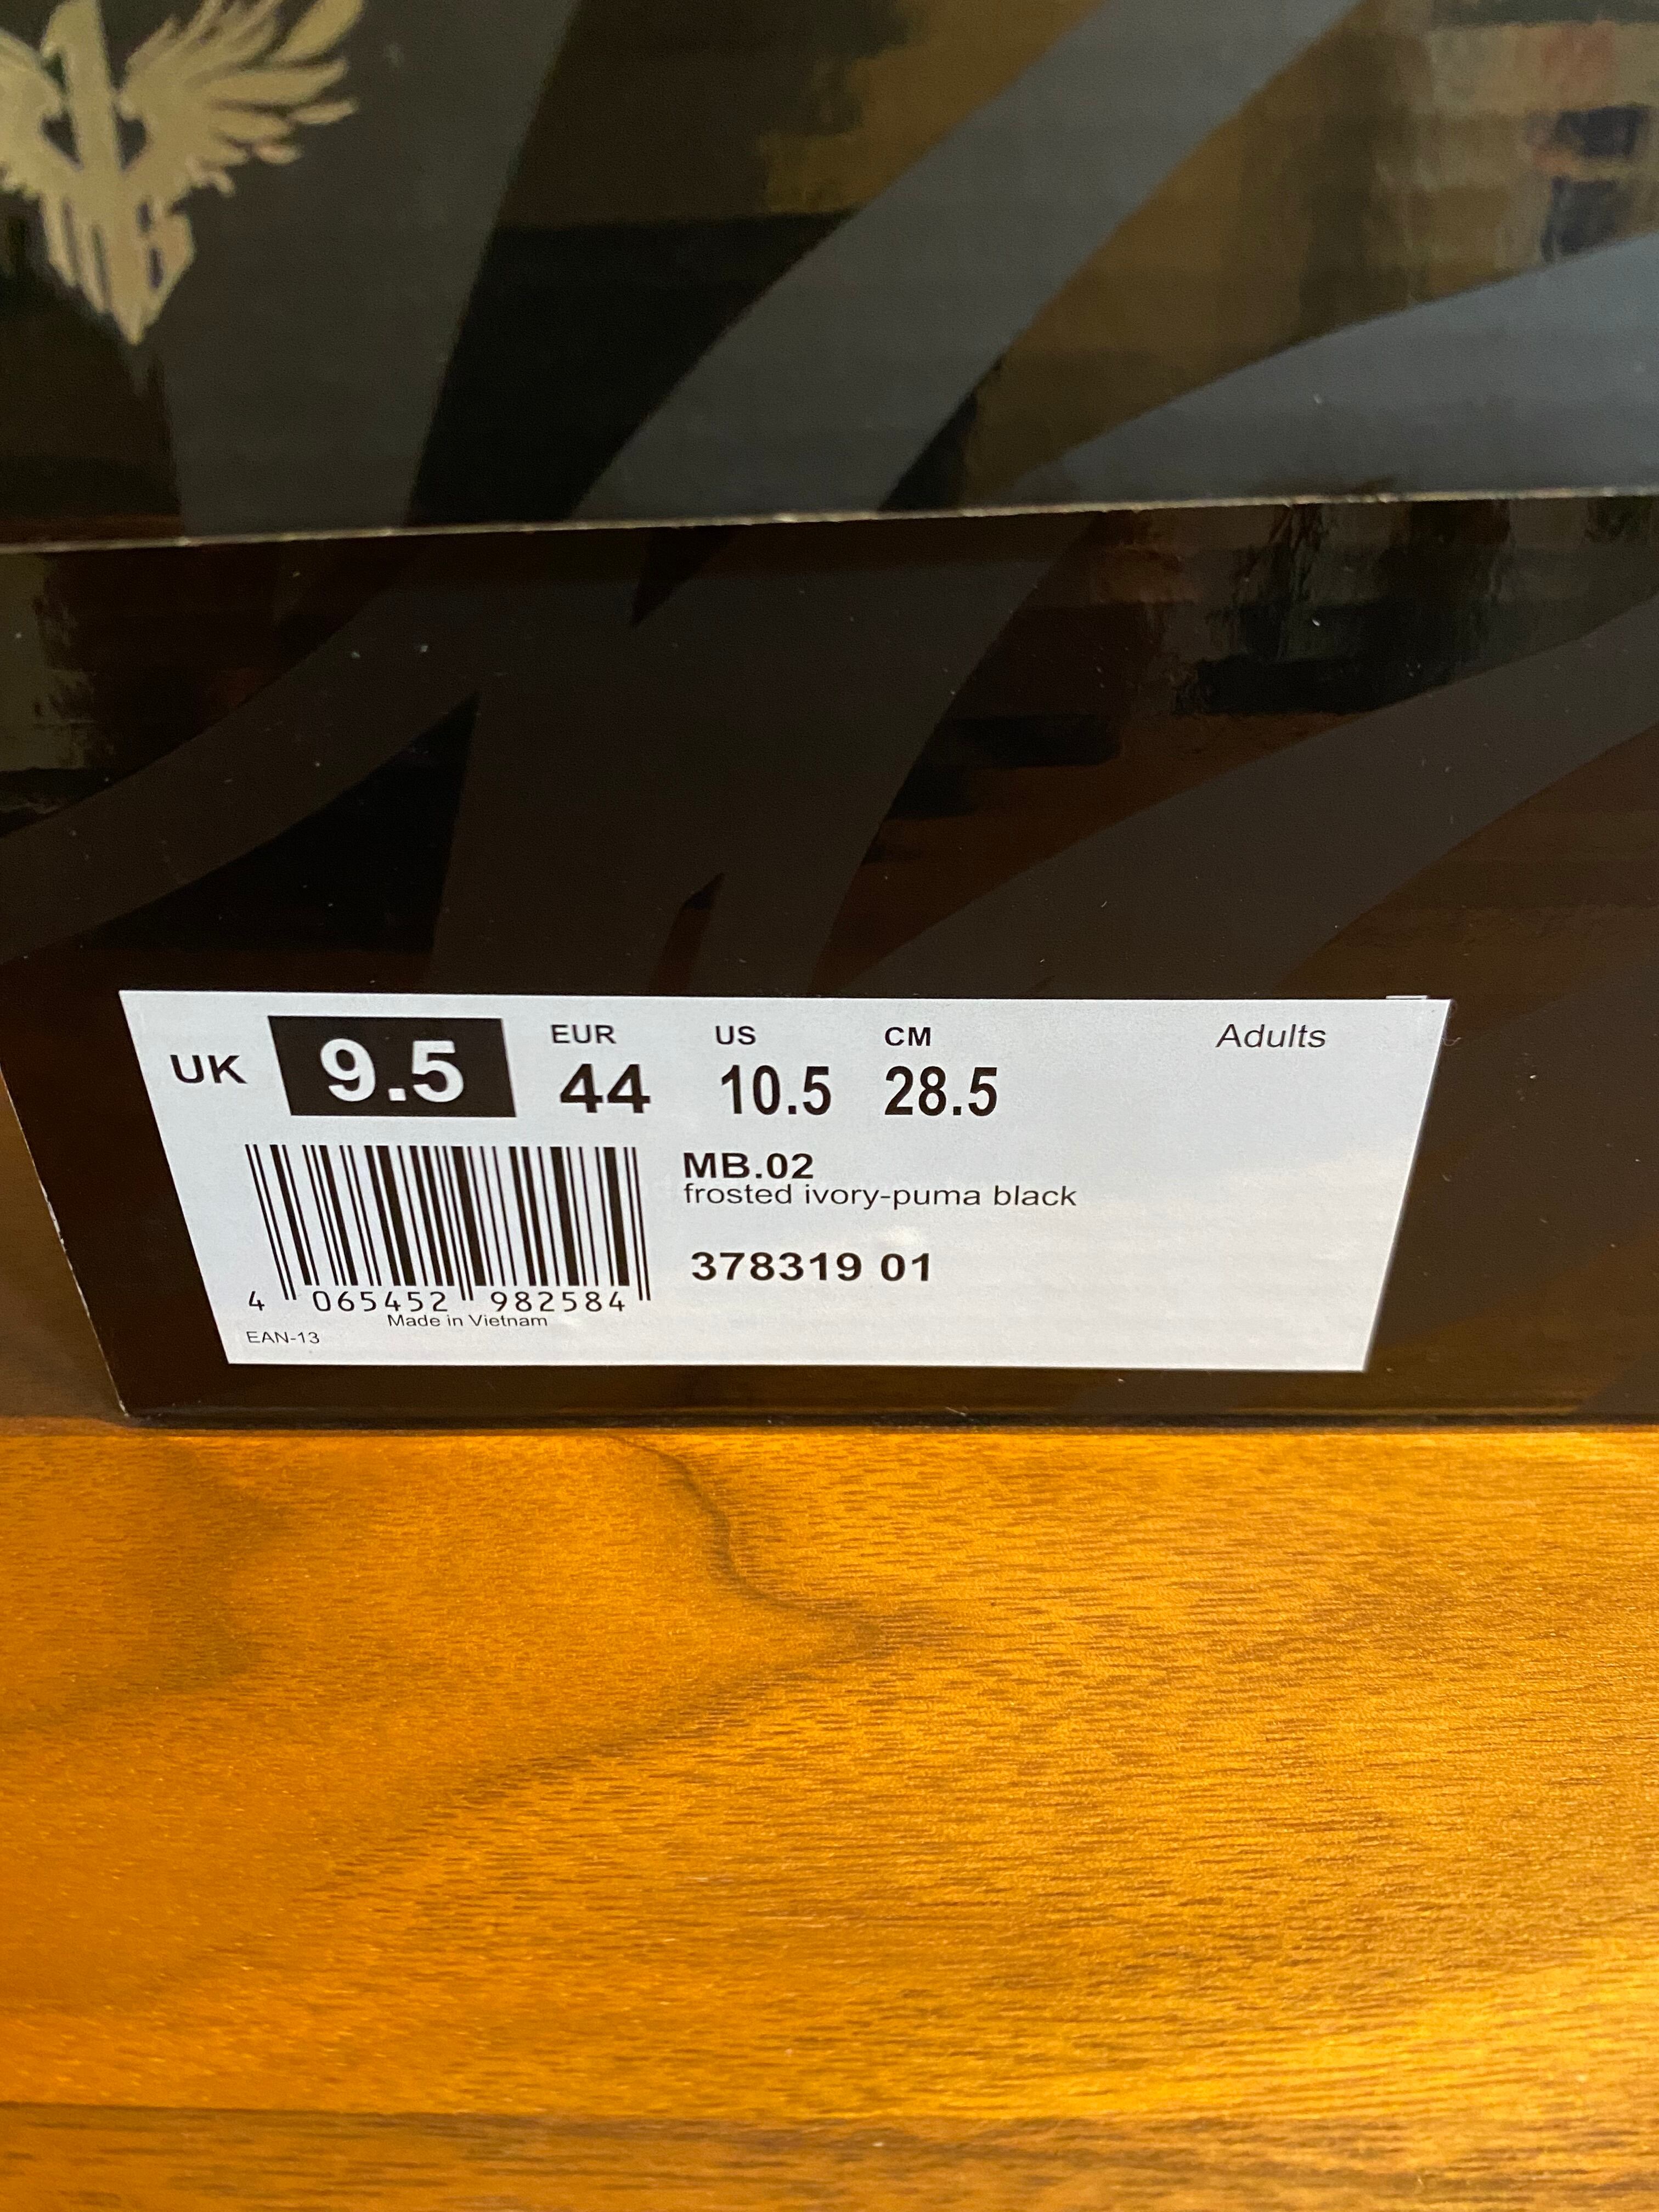 UK 9.5
EUR 44
US 10.5
CM 28.5
Adults
MB.02
frosted ivory-puma black
378319 01
4 065452 982584
Made in Vietnam
EAN-13